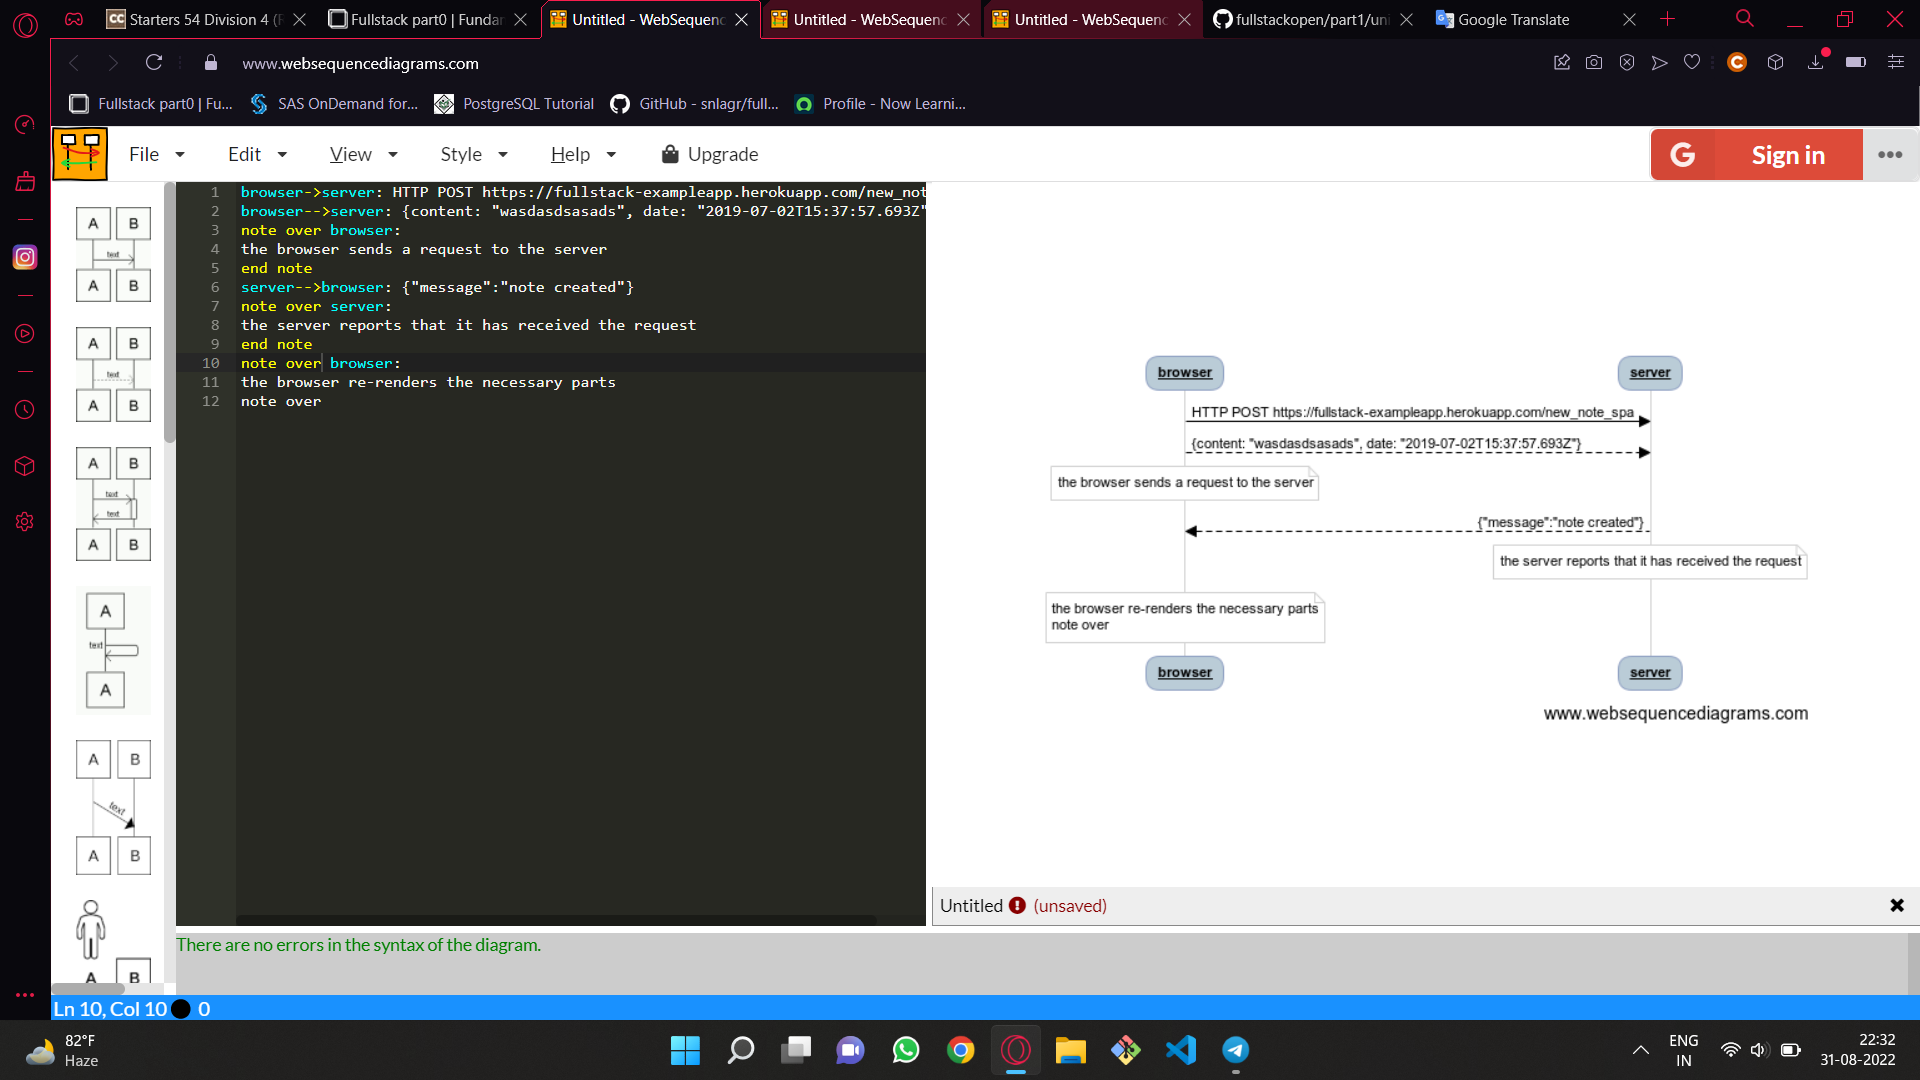 Starters 54 Division 4 (
Fullstack part0 | Fundar
Untitled - WebSequenc
Untitled - WebSequenc
Untitled - WebSequenc
fullstackopen/part1/uni
Google Translate
www.websequencediagrams.com
Fullstack part0 | Fu...
SAS OnDemand for...
PostgreSQL Tutorial
GitHub - snlagr/full...
Profile - Now Learni...
File
Edit
View
Style
Help
Upgrade
G
Sign in
1 browser->server: HTTP POST https://fullstack-exampleapp.herokuapp.com/new_not
2 browser-->server: {content: "wasdasdsasads", date: "2019-07-02T15:37:57.693Z"
3 note over browser:
4 the browser sends a request to the server
5 end note
6 server-->browser: {"message":"note created"}
7 note over server:
8 the server reports that it has received the request
9 end note
10 note over browser:
11 the browser re-renders the necessary parts
12 note over
A B
text
A B
A B
text
A B
A B
text
text
A B
A
text
A
A B
text
A B
A B
browser server
HTTP POST https://fullstack-exampleapp.herokuapp.com/new_note_spa
{content: "wasdasdsasads", date: "2019-07-02T15:37:57.693Z"}
the browser sends a request to the server
{"message":"note created"}
the server reports that it has received the request
the browser re-renders the necessary parts
note over
browser server
www.websequencediagrams.com
Untitled (unsaved)
There are no errors in the syntax of the diagram.
Ln 10, Col 10 0
82°F
Haze
ENG
IN
22:32
31-08-2022